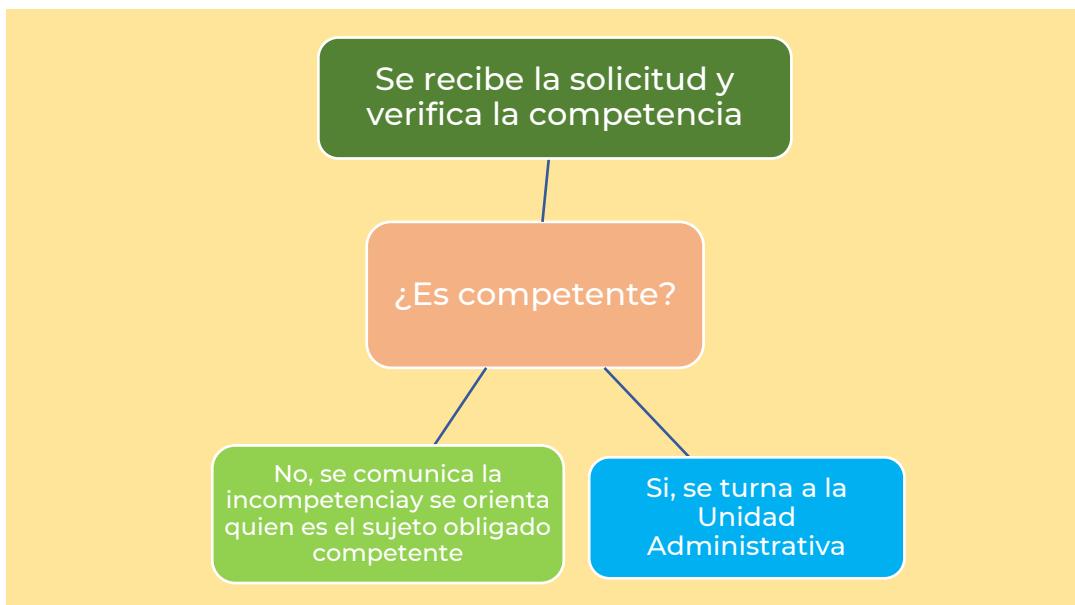 Se recibe la solicitud y
verifica la competencia
¿Es competente?
No, se comunica la
incompetenciay se orienta
quien es el sujeto obligado
competente
Si, se turna a la
Unidad
Administrativa